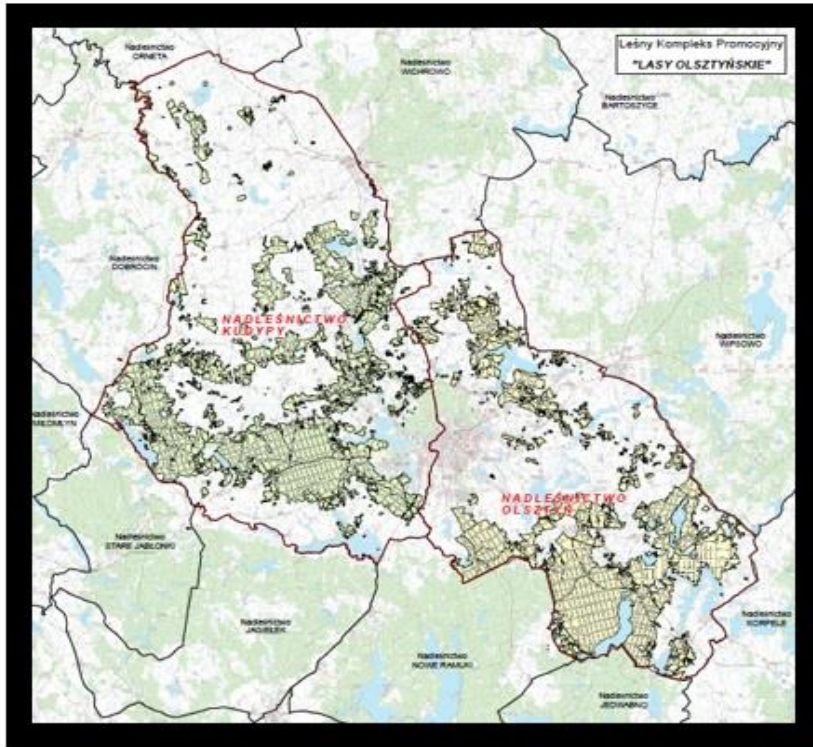 Leśny Kompleks Promocyjny
"LASY OLSZTYŃSKIE"
Nadleśnictwo
ORNETA
Nadleśnictwo
WICHROWO
Nadleśnictwo
BARTOSZYCE
Nadleśnictwo
DOBROCIN
NADLEŚNICTWO
KUDYPY
Nadleśnictwo
WIPSOWO
Nadleśnictwo
MIŁOMŁYN
NADLEŚNICTWO
OLSZTYN
Nadleśnictwo
STARE JABŁONKI
Nadleśnictwo
JAGIEŁEK
Nadleśnictwo
NOWE RAMUKI
Nadleśnictwo
KORPELE
Nadleśnictwo
JEDWABNO